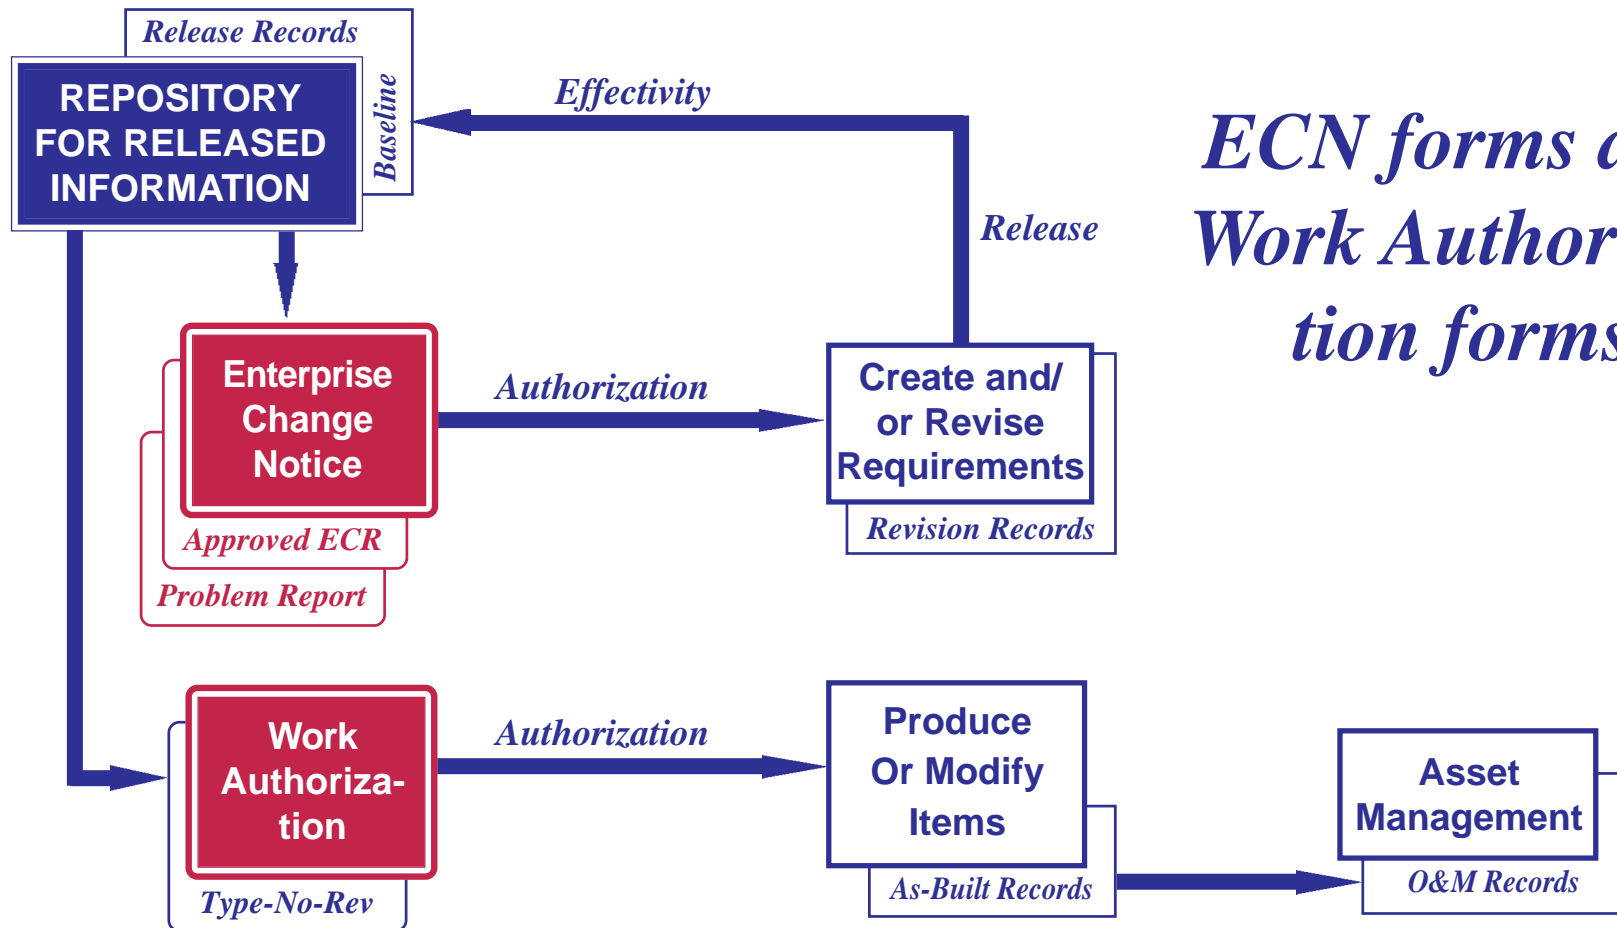 Release Records
REPOSITORY
FOR RELEASED
INFORMATION
Baseline
Effectivity
Release
ECN forms
Work Author
tion forms
Enterprise
Change
Notice
Approved ECR
Problem Report
Authorization
Create and/
or Revise
Requirements
Revision Records
Work
Authoriza-
tion
Type-No-Rev
Authorization
Produce
Or Modify
Items
As-Built Records
Asset
Management
O&M Records